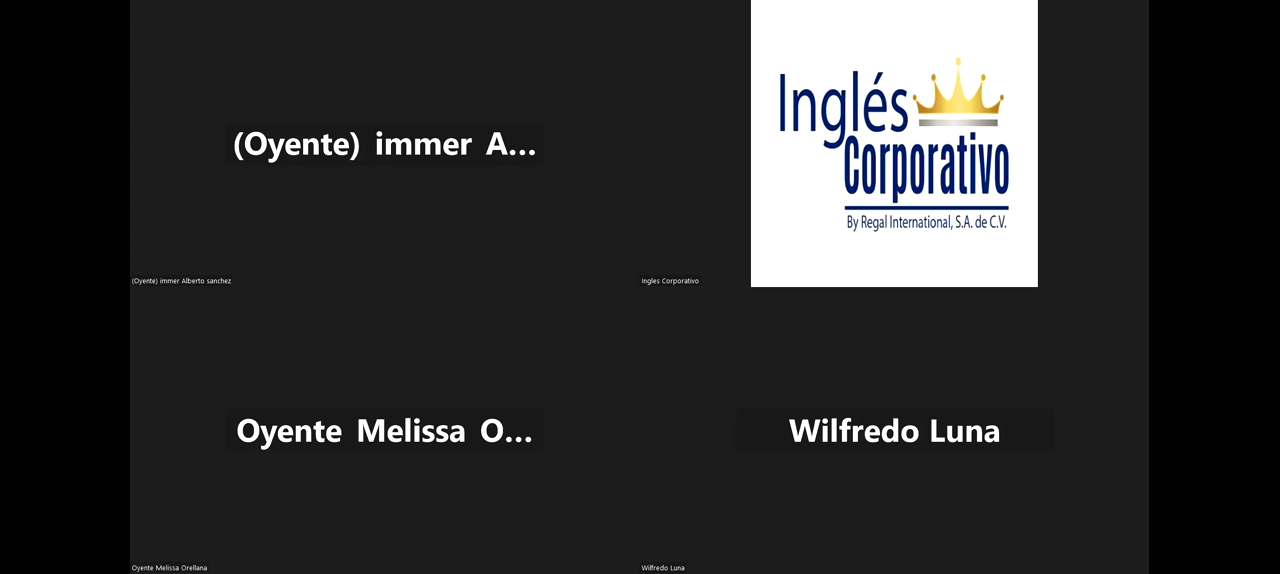 (Oyente) immer A...
(Oyente) immer Alberto sanchez
Inglés
Corporativo
By Regal International, S.A. de C.V.
Ingles Corporativo
Oyente Melissa O...
Oyente Melissa Orellana
Wilfredo Luna
Wilfredo Luna